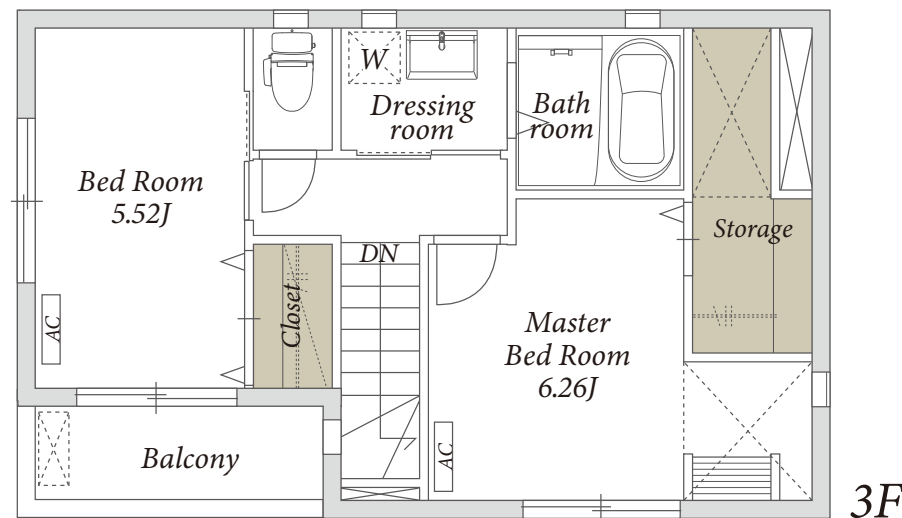 W
Dressing
room
Bath
room
Bed Room
5.52J
Storage
DN
Closet
AC
Master
Bed Room
6.26J
AC
Balcony
3F